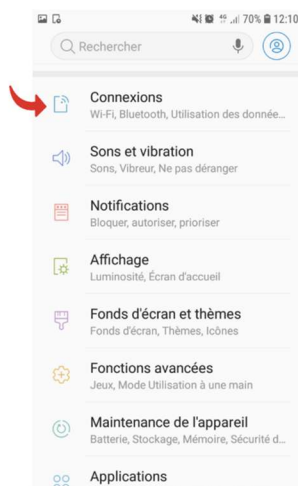 70% 12:10
Rechercher
Connexions
Wi-Fi, Bluetooth, Utilisation des donnée...
Sons et vibration
Sons, Vibreur, Ne pas déranger
Notifications
Bloquer, autoriser, prioriser
Affichage
Luminosité, Écran d'accueil
Fonds d'écran et thèmes
Fonds d'écran, Thèmes, Icônes
Fonctions avancées
Jeux, Mode Utilisation à une main
Maintenance de l'appareil
Batterie, Stockage, Mémoire, Sécurité d...
Applications